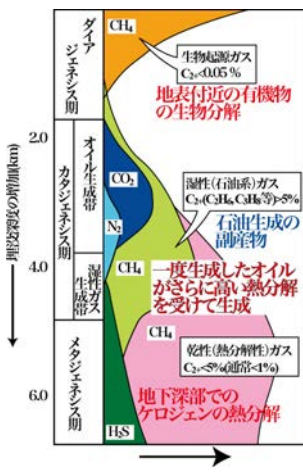 ダイア
ジェネシス期
CH₄
生物起源ガス
C₂₊<0.05 %
地表付近の有機物
の生物分解
2.0
地下温度の高い地域(km)
カタジェネシス期
オイル生成帯
CO₂
N₂
湿性(石油系)ガス
C₂₊(C₂H₆, C₃H₈等)>5%
石油生成の
副産物
4.0
湿性ガス
生成帯
CH₄
一度生成したオイル
がさらに高い熱分解
を受けて生成
CH₄
メタジェネシス期
乾性(熱分解性)ガス
C₂₊<5%(通常<1%)
6.0
地下深部での
ケロジェンの熱分解
H₂S